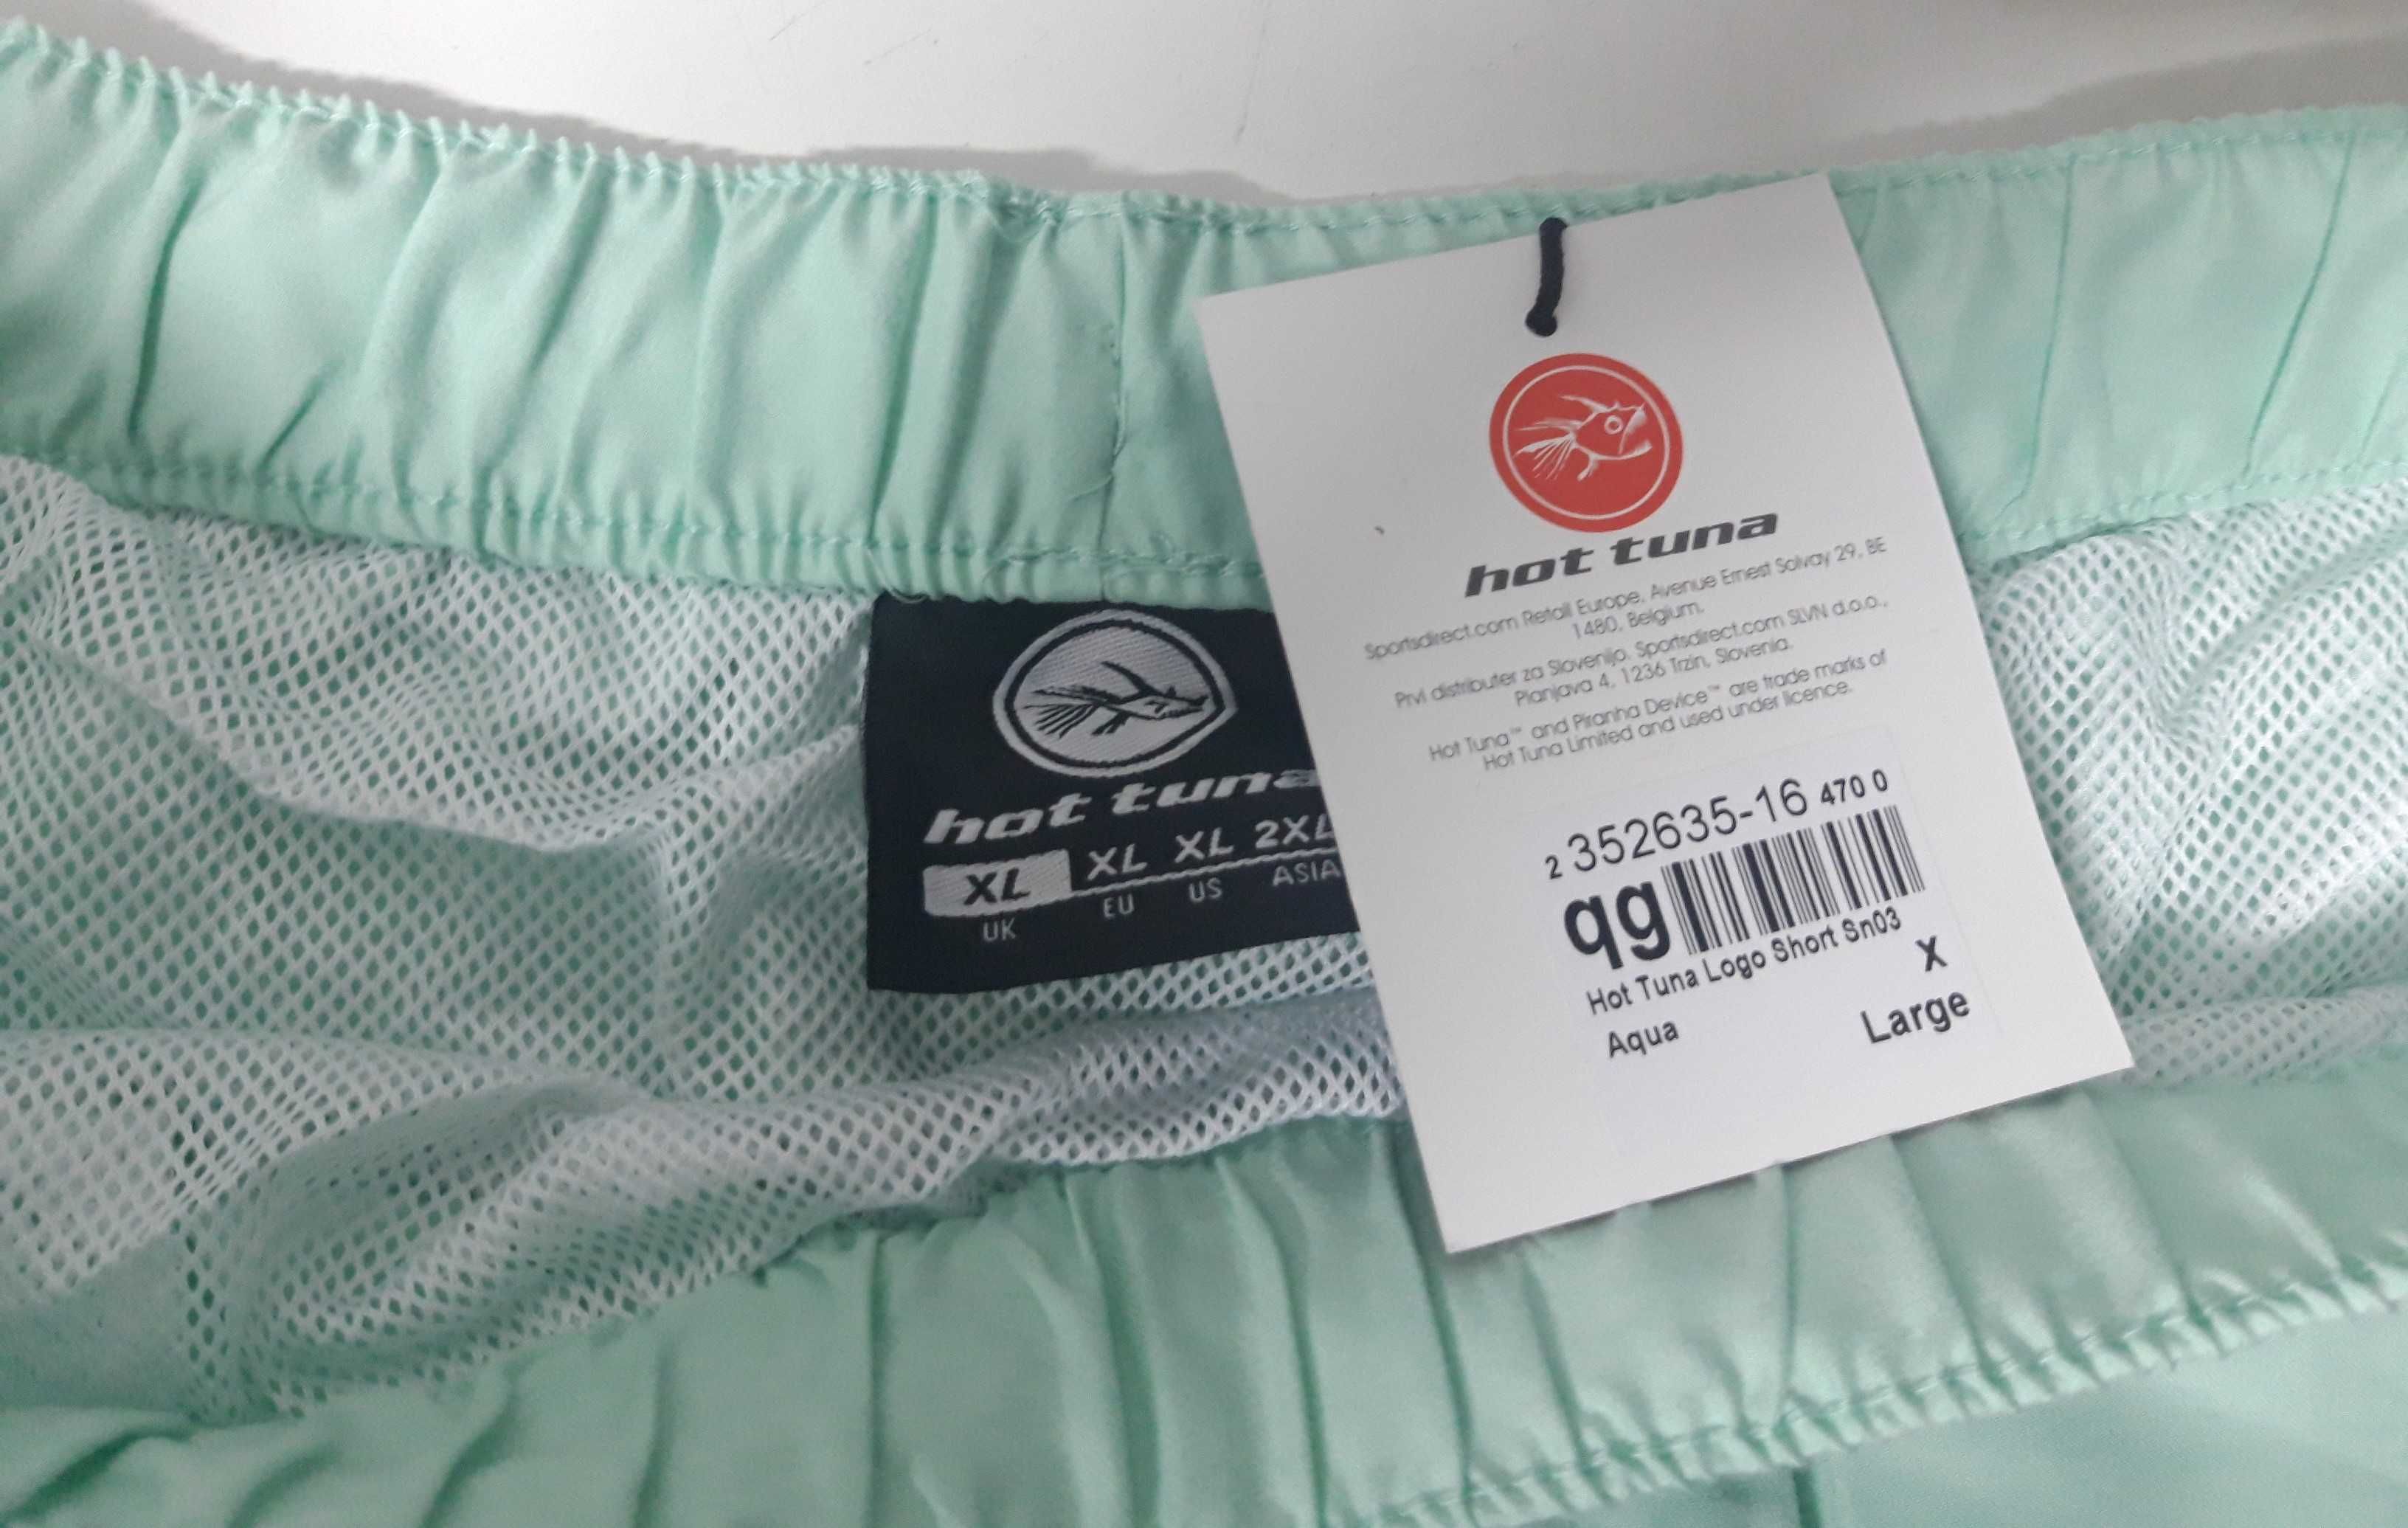 hot tuna
Sportsdirect.com Retail Europe, Avenue Ernest Solvay 29, BE
1480, Belgium.
Prvi distributer za Slovenijo, Sportsdirect.com SLVN d.o.o.,
Planjava 4, 1236 Trzin, Slovenia.
Hot Tuna™ and Piranha Device™ are trade marks of
Hot Tuna Limited and used under licence.
2 352635-16 470 0
qg
Hot Tuna Logo Short Sn03
X
Aqua Large
hot tuna
XL XL XL 2XL
UK EU US ASIA